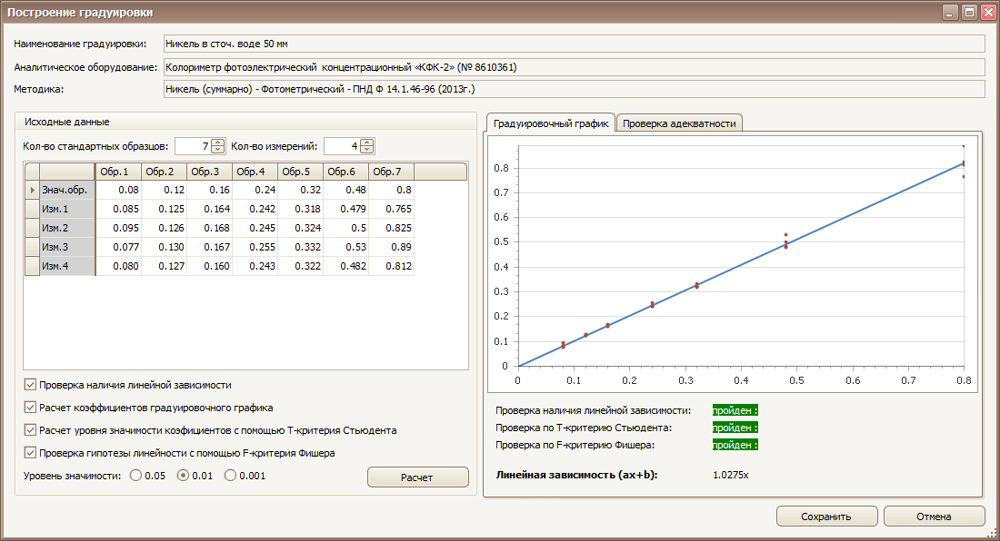 Построение градуировки
Наименование градуировки: Никель в сточ. воде 50 мм
Аналитическое оборудование: Колориметр фотоэлектрический концентрационный «КФК-2» (№ 8610361)
Методика: Никель (суммарно) - Фотометрический - ПНД Ф 14.1.46-96 (2013г.)
Исходные данные
Кол-во стандартных образцов: 7 Кол-во измерений: 4
Обр.1 Обр.2 Обр.3 Обр.4 Обр.5 Обр.6 Обр.7
Знач.обр. 0.08 0.12 0.16 0.24 0.32 0.48 0.8
Изм.1 0.085 0.125 0.164 0.242 0.318 0.479 0.765
Изм.2 0.095 0.126 0.168 0.245 0.324 0.5 0.825
Изм.3 0.077 0.130 0.167 0.255 0.332 0.53 0.89
Изм.4 0.080 0.127 0.160 0.243 0.322 0.482 0.812
Проверка наличия линейной зависимости
Расчет коэффициентов градуировочного графика
Расчет уровня значимости коэфициентов с помощью Т-критерия Стьюдента
Проверка гипотезы линейности с помощью F-критерия Фишера
Уровень значимости: 0.05 0.01 0.001
Расчет
Градуировочный график Проверка адекватности
0.8
0.7
0.6
0.5
0.4
0.3
0.2
0.1
0
0 0.1 0.2 0.3 0.4 0.5 0.6 0.7 0.8
Проверка наличия линейной зависимости: пройден :
Проверка по Т-критерию Стьюдента: пройден :
Проверка по F-критерию Фишера: пройден :
Линейная зависимость (ax+b): 1.0275x
Сохранить Отмена